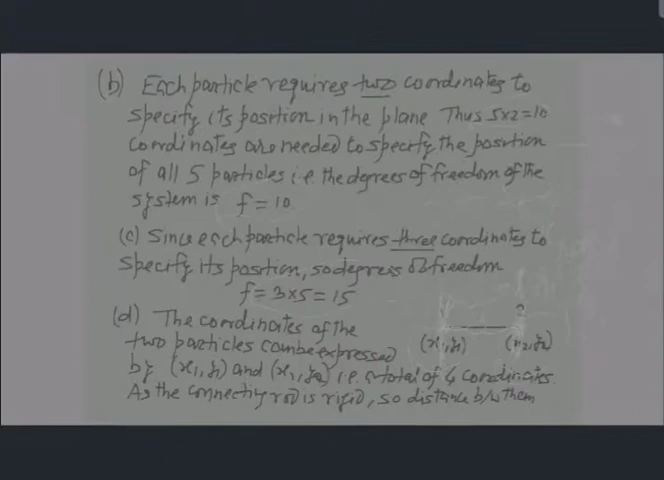 (b) Each particle requires two coordinates to
specify its position in the plane Thus 5x2=10
Coordinates are needed to specify the position
of all 5 particles i.e. the degrees of freedom of the
system is f = 10
(c) Since each particle requires three coordinates to
specify its position, so degress of freedom
f = 3x5 = 15
(d) The coordinates of the
two particles can be expressed
(x1,y1) (x2,y2)
by (x1,y1) and (x2,y2) i.e. a total of 4 coordinates.
As the connecting rod is rigid, so distance b/w them